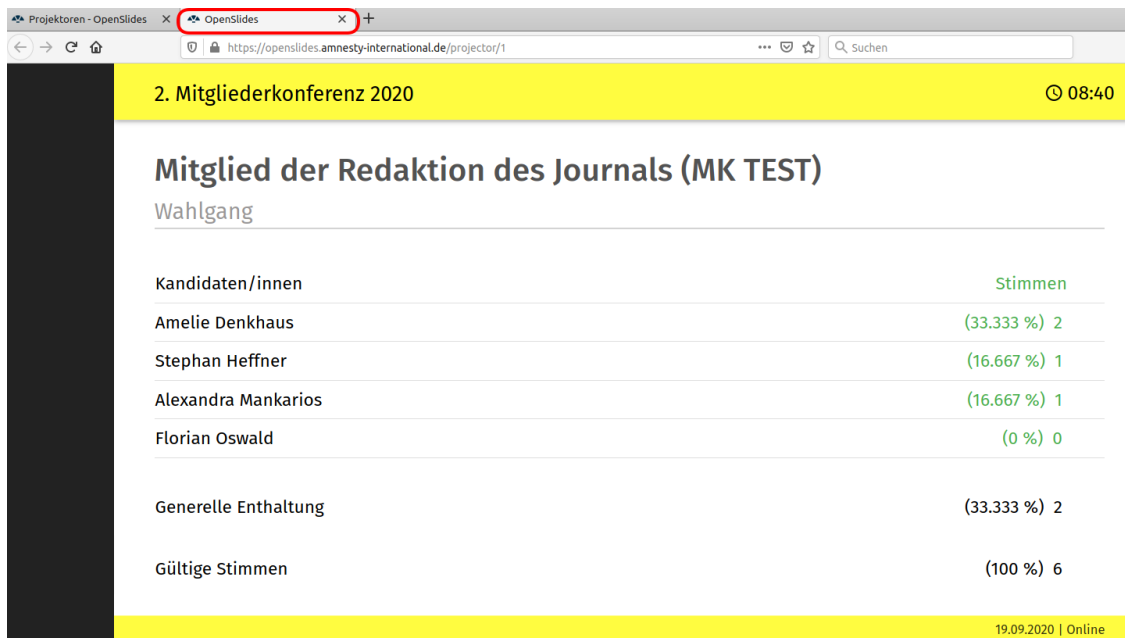 Projektoren - OpenSlides
OpenSlides
https://openslides.amnesty-international.de/projector/1
Suchen
2. Mitgliederkonferenz 2020 08:40
Mitglied der Redaktion des Journals (MK TEST)
Wahlgang
Kandidaten/innen Stimmen
Amelie Denkhaus (33.333 %) 2
Stephan Heffner (16.667 %) 1
Alexandra Mankarios (16.667 %) 1
Florian Oswald (0 %) 0
Generelle Enthaltung (33.333 %) 2
Gültige Stimmen (100 %) 6
19.09.2020 | Online